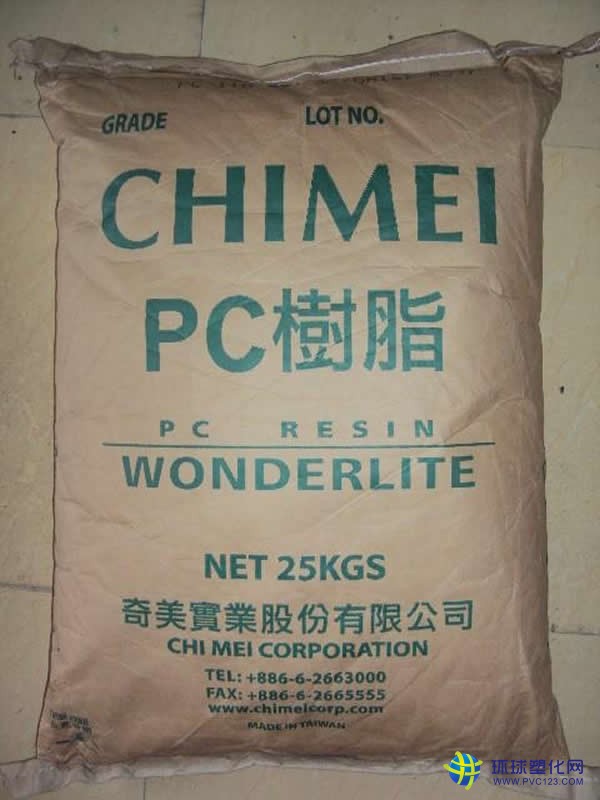 GRADE LOT NO.
CHIMEI
PC樹脂
PC RESIN
WONDERLITE
NET 25KGS
奇美實業股份有限公司
CHI MEI CORPORATION
TEL: +886-6-2663000
FAX: +886-6-2665555
www.chimeicorp.com
MADE IN TAIWAN
环球塑化网
WWW.PVC123.COM